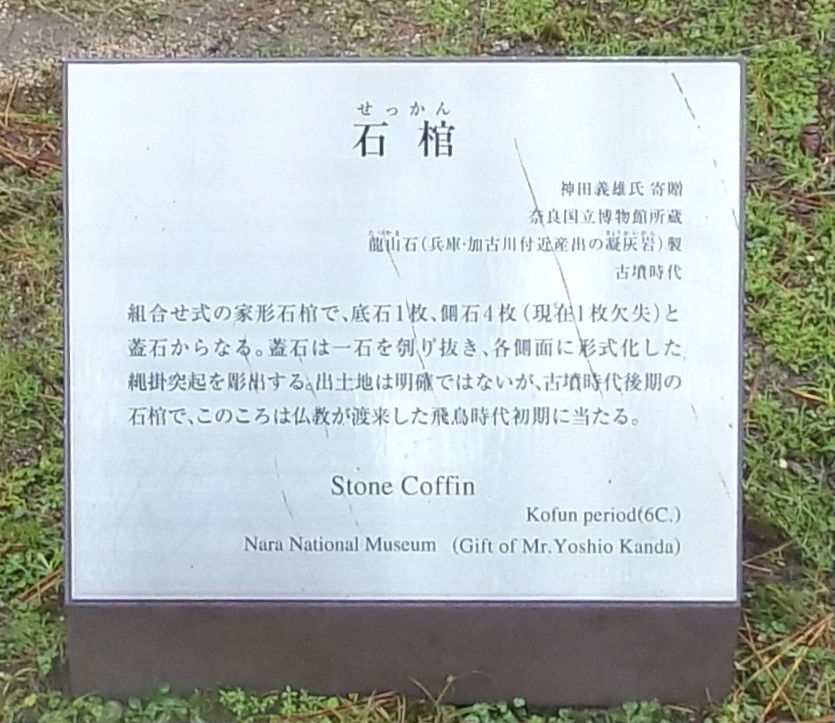 せっかん
石棺
神田義雄氏 寄贈
奈良国立博物館所蔵
たつやま ぎょうかいがん
龍山石(兵庫・加古川付近産出の凝灰岩)製
古墳時代
組合せ式の家形石棺で、底石1枚、側石4枚(現在1枚欠失)と
蓋石からなる。蓋石は一石を刳り抜き、各側面に形式化した
縄掛突起を彫出する。出土地は明確ではないが、古墳時代後期の
石棺で、このころは仏教が渡来した飛鳥時代初期に当たる。
Stone Coffin
Kofun period(6C.)
Nara National Museum (Gift of Mr.Yoshio Kanda)